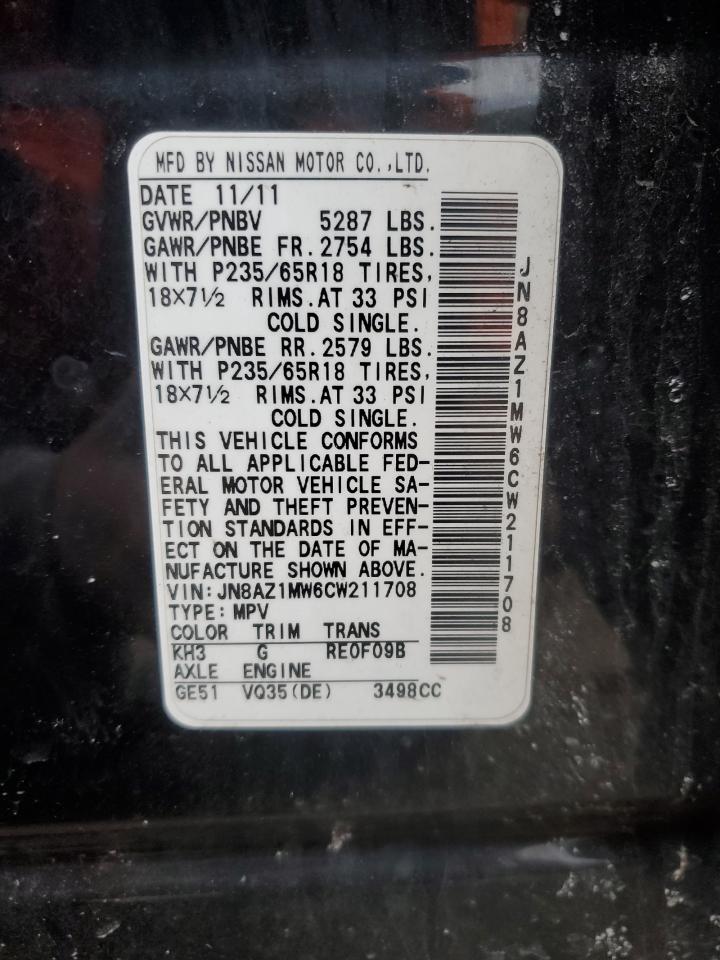 MFD BY NISSAN MOTOR CO.,LTD.
DATE 11/11
GVWR/PNBV 5287 LBS.
GAWR/PNBE FR. 2754 LBS.
WITH P235/65R18 TIRES,
18×7½ RIMS. AT 33 PSI
COLD SINGLE.
GAWR/PNBE RR. 2579 LBS.
WITH P235/65R18 TIRES,
18×7½ RIMS. AT 33 PSI
COLD SINGLE.
THIS VEHICLE CONFORMS
TO ALL APPLICABLE FED-
ERAL MOTOR VEHICLE SA-
FETY AND THEFT PREVEN-
TION STANDARDS IN EFF-
ECT ON THE DATE OF MA-
NUFACTURE SHOWN ABOVE.
VIN: JN8AZ1MW6CW211708
TYPE: MPV
COLOR TRIM TRANS
KH3 G RE0F09B
AXLE ENGINE
GE51 VQ35(DE) 3498CC
JN8AZ1MW6CW211708